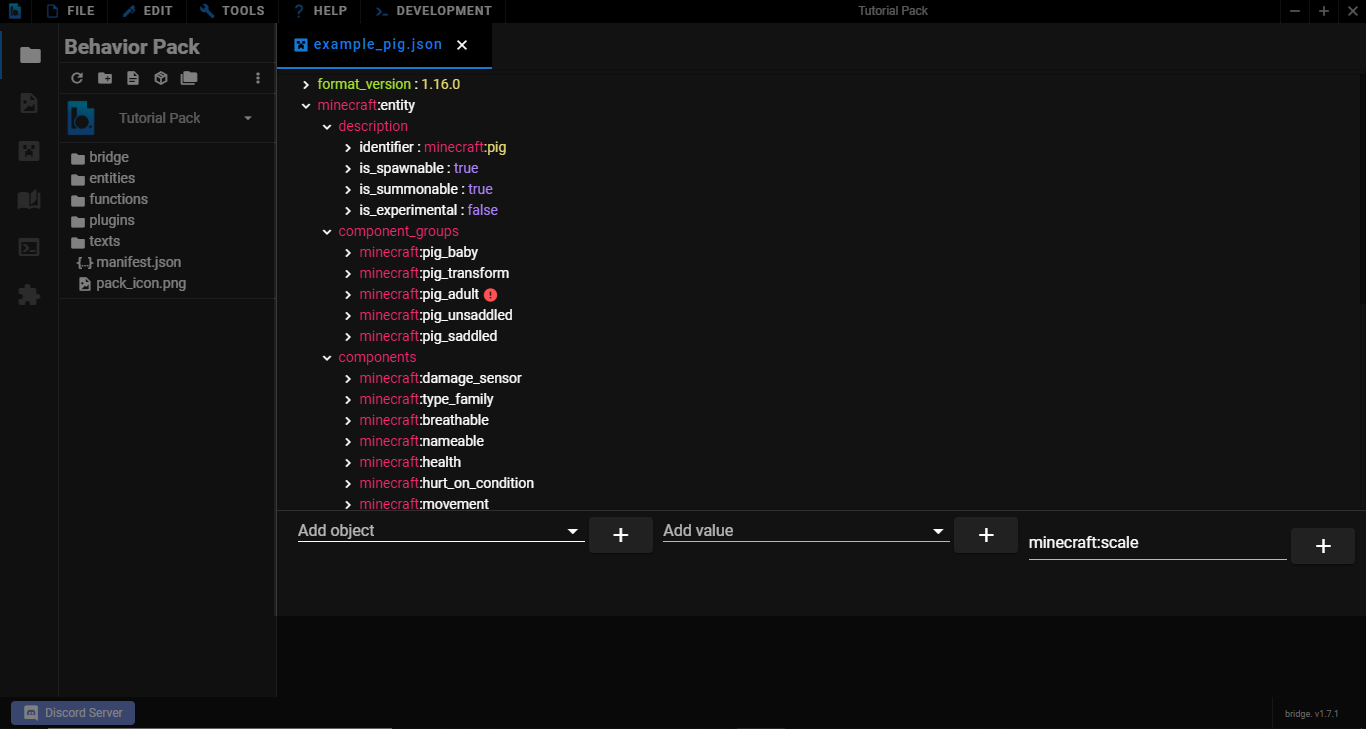 FILE EDIT TOOLS ? HELP >_ DEVELOPMENT Tutorial Pack
Behavior Pack
Tutorial Pack
bridge
entities
functions
plugins
texts
{..} manifest.json
pack_icon.png
example_pig.json
format_version : 1.16.0
minecraft:entity
description
identifier : minecraft:pig
is_spawnable : true
is_summonable : true
is_experimental : false
component_groups
minecraft:pig_baby
minecraft:pig_transform
minecraft:pig_adult
minecraft:pig_unsaddled
minecraft:pig_saddled
components
minecraft:damage_sensor
minecraft:type_family
minecraft:breathable
minecraft:nameable
minecraft:health
minecraft:hurt_on_condition
minecraft:movement
Add object + Add value + minecraft:scale +
Discord Server
bridge. v1.7.1